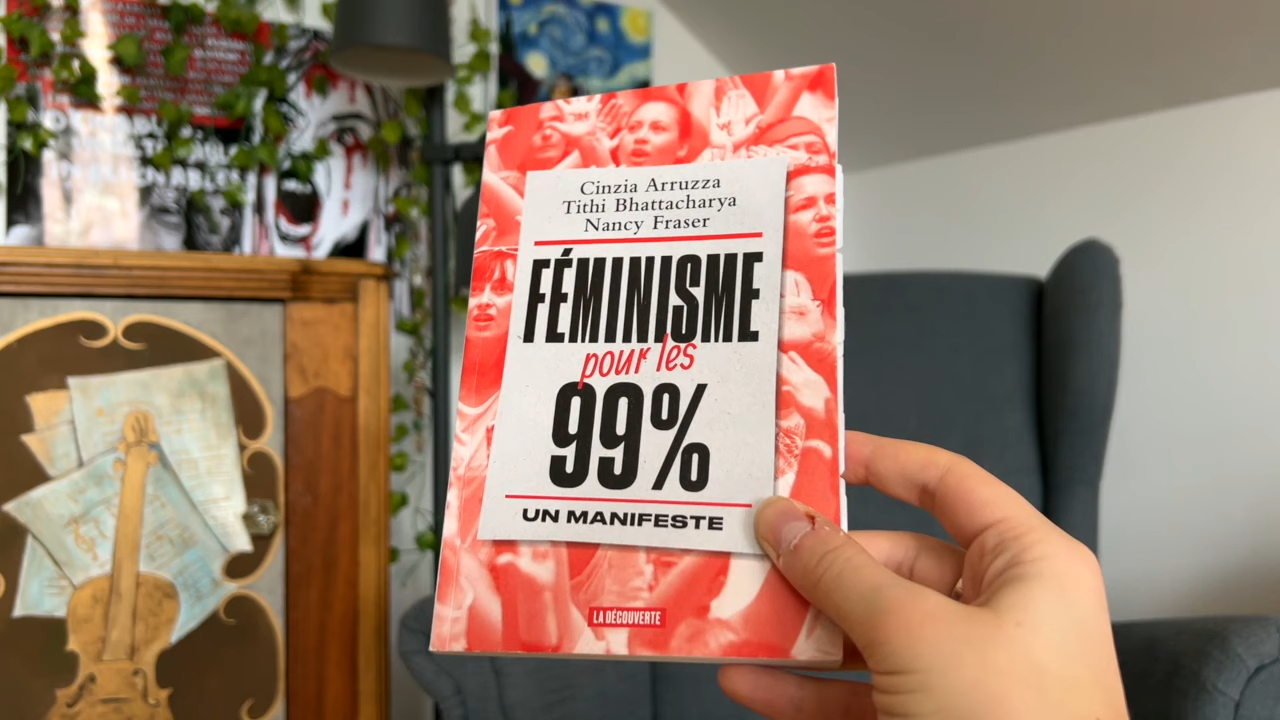 Cinzia Arruzza
Tithi Bhattacharya
Nancy Fraser
FÉMINISME
pour les
99%
UN MANIFESTE
LA DÉCOUVERTE